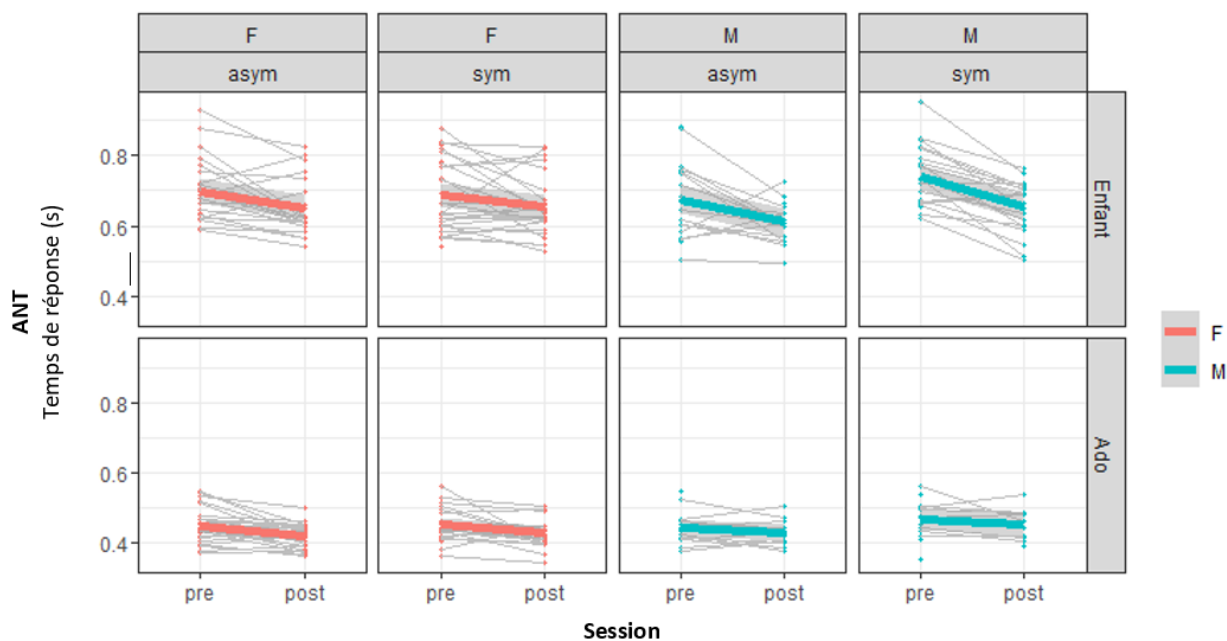 F F M M
asym sym asym sym
0.8
0.6
0.4
Enfant
0.8
0.6
0.4
Ado
ANT
Temps de réponse (s)
pre post pre post pre post pre post
Session
F
M